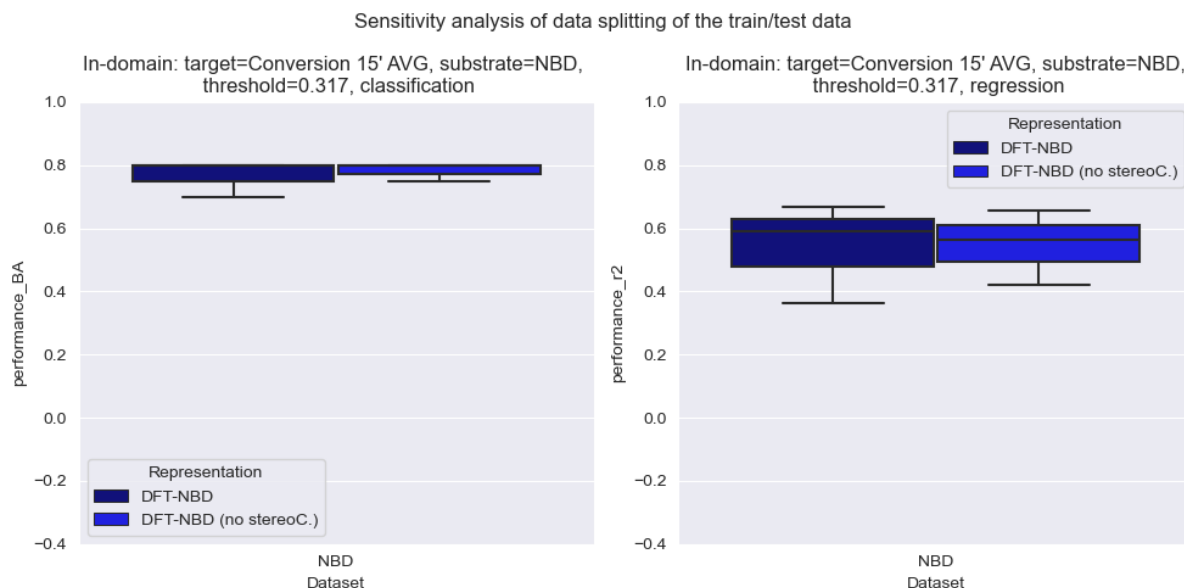 Sensitivity analysis of data splitting of the train/test data
In-domain: target=Conversion 15' AVG, substrate=NBD,
threshold=0.317, classification
performance_BA
1.0
0.8
0.6
0.4
0.2
0.0
−0.2
−0.4
Representation
DFT-NBD
DFT-NBD (no stereoC.)
NBD
Dataset
In-domain: target=Conversion 15' AVG, substrate=NBD,
threshold=0.317, regression
performance_r2
1.0
0.8
0.6
0.4
0.2
0.0
−0.2
−0.4
Representation
DFT-NBD
DFT-NBD (no stereoC.)
NBD
Dataset